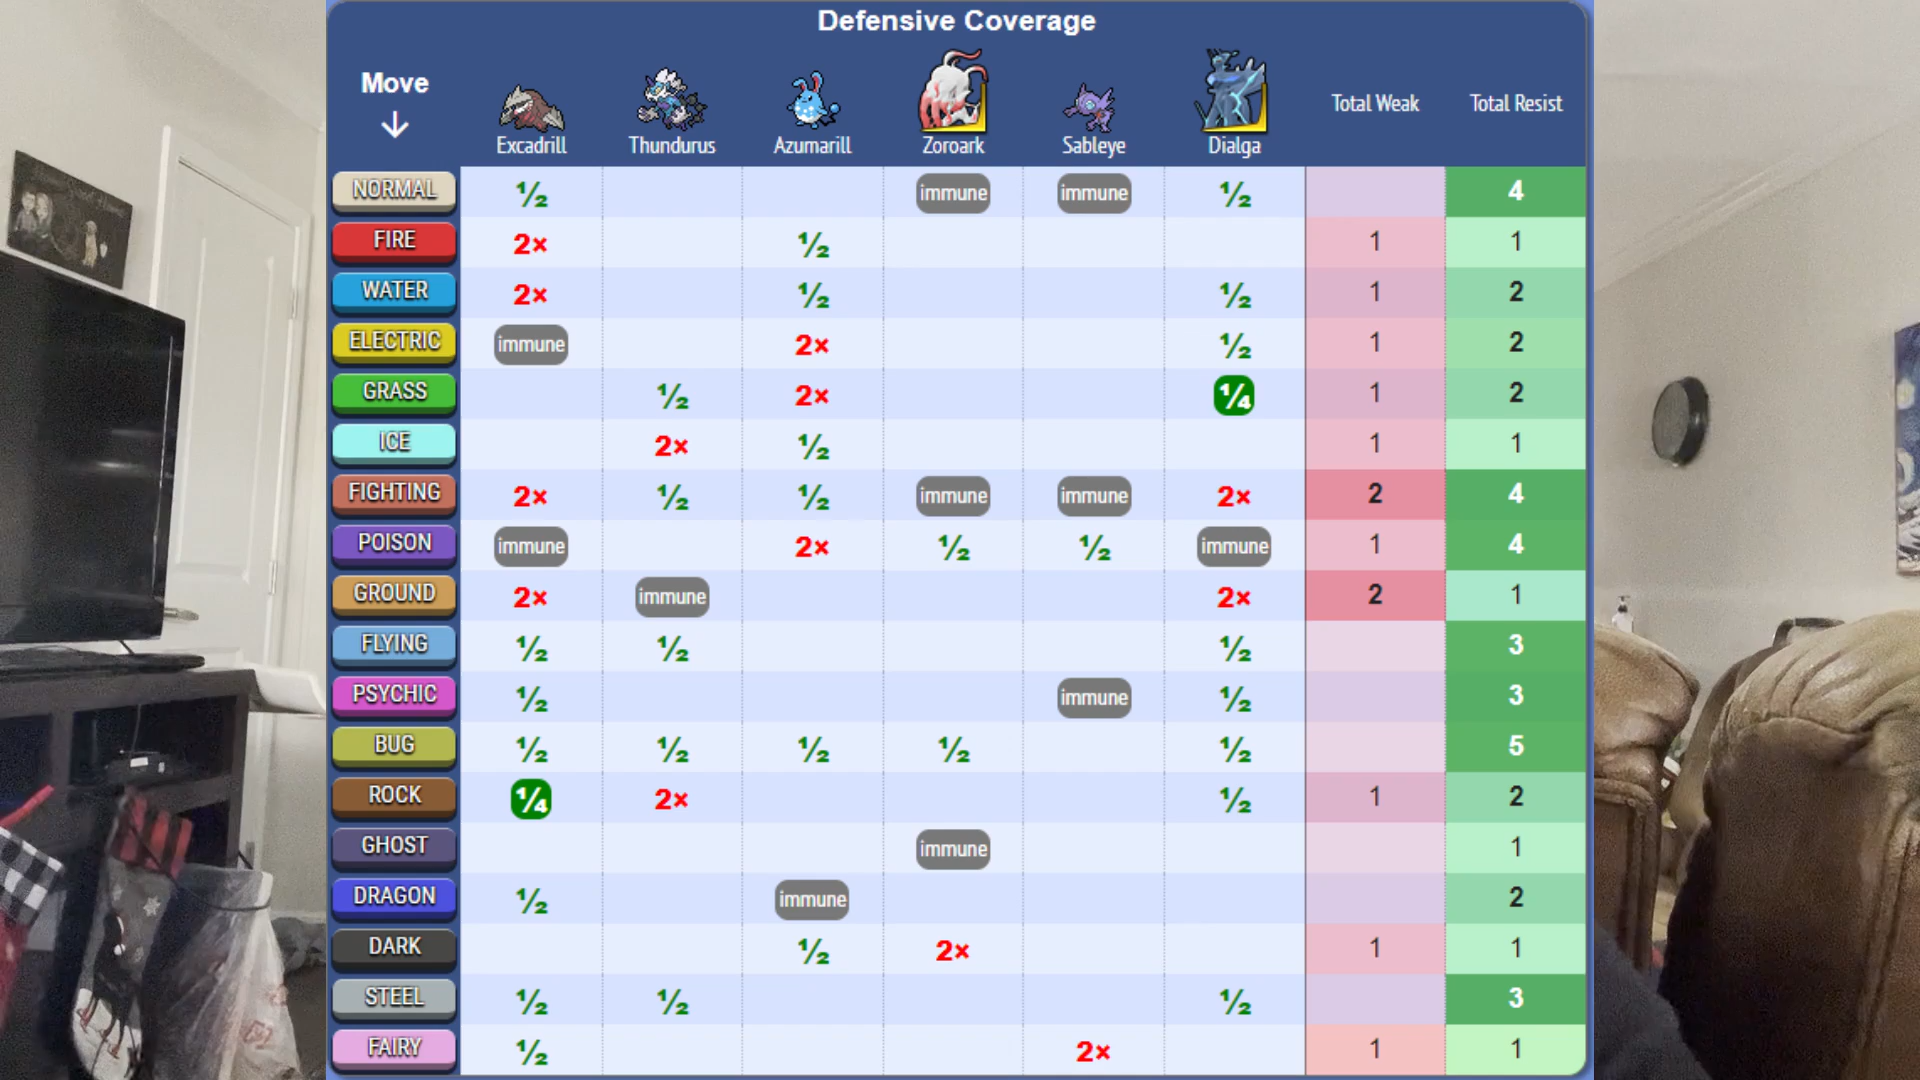 Defensive Coverage
Move
↓
Excadrill Thundurus Azumarill Zoroark Sableye Dialga Total Weak Total Resist
NORMAL ½ immune immune ½ 4
FIRE 2× ½ 1 1
WATER 2× ½ ½ 1 2
ELECTRIC immune 2× ½ 1 2
GRASS ½ 2× ¼ 1 2
ICE 2× ½ 1 1
FIGHTING 2× ½ ½ immune immune 2× 2 4
POISON immune 2× ½ ½ immune 1 4
GROUND 2× immune 2× 2 1
FLYING ½ ½ ½ 3
PSYCHIC ½ immune ½ 3
BUG ½ ½ ½ ½ ½ 5
ROCK ¼ 2× ½ 1 2
GHOST immune 1
DRAGON ½ immune 2
DARK ½ 2× 1 1
STEEL ½ ½ ½ 3
FAIRY ½ 2× 1 1